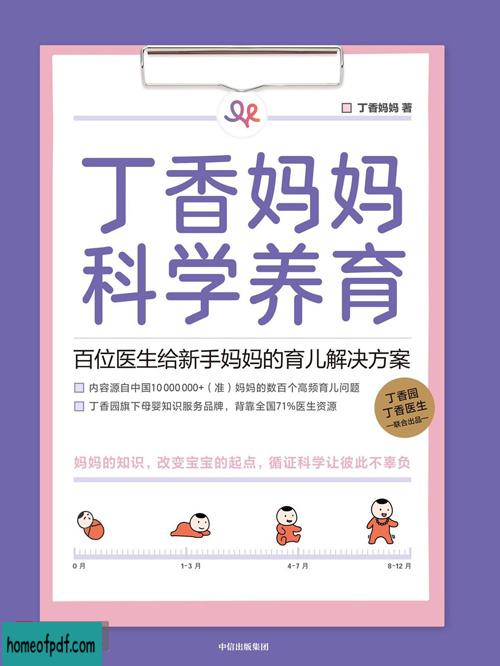 丁香妈妈 著
丁香妈妈
科学养育
百位医生给新手妈妈的育儿解决方案
内容源自中国10 000 000+（准）妈妈的数百个高频育儿问题
丁香园旗下母婴知识服务品牌，背靠全国71%医生资源
丁香园
丁香医生
—联合出品—
妈妈的知识，改变宝宝的起点，循证科学让彼此不辜负
0 月
1-3 月
4-7 月
8-12 月
中信出版集团
homeofpdf.com